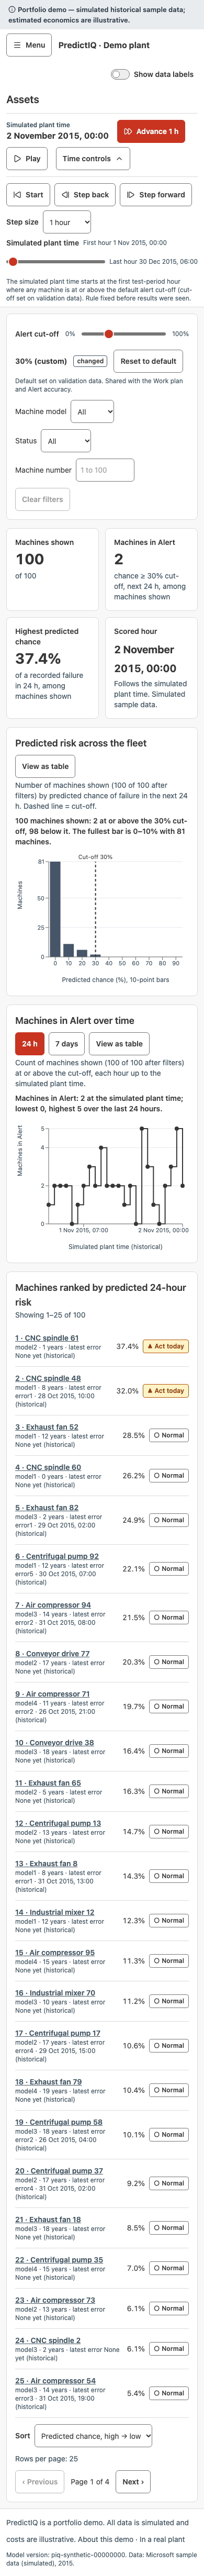 Portfolio demo — simulated historical sample data;
estimated economics are illustrative.
Menu
PredictIQ · Demo plant
Show data labels
Assets
Simulated plant time
2 November 2015, 00:00
Advance 1 h
Play
Time controls
Start
Step back
Step forward
Step size
1 hour
Simulated plant time First hour 1 Nov 2015, 00:00
Last hour 30 Dec 2015, 06:00
The simulated plant time starts at the first test-period hour
where any machine is at or above the default alert cut-off (cut-
off set on validation data). Rule fixed before results were seen.
Alert cut-off 0% 100%
30% (custom) changed Reset to default
Default set on validation data. Shared with the Work plan
and Alert accuracy.
Machine model All
Status All
Machine number 1 to 100
Clear filters
Machines shown
100
of 100
Machines in Alert
2
chance ≥ 30% cut-
off, next 24 h, among
machines shown
Highest predicted
chance
37.4%
of a recorded failure
in 24 h, among
machines shown
Scored hour
2 November
2015, 00:00
Follows the simulated
plant time. Simulated
sample data.
Predicted risk across the fleet
View as table
Number of machines shown (100 of 100 after
filters) by predicted chance of failure in the next 24
h. Dashed line = cut-off.
100 machines shown: 2 at or above the 30% cut-
off, 98 below it. The fullest bar is 0–10% with 81
machines.
Cut-off 30%
81
50
25
0
Machines
0 10 20 30 40 50 60 70 80 90
Predicted chance (%), 10-point bars
Machines in Alert over time
24 h
7 days
View as table
Count of machines shown (100 of 100 after filters)
at or above the cut-off, each hour up to the
simulated plant time.
Machines in Alert: 2 at the simulated plant time;
lowest 0, highest 5 over the last 24 hours.
Machines in Alert
5
4
2
0
1 Nov 2015, 07:00 2 Nov 2015, 00:00
Simulated plant time (historical)
Machines ranked by predicted 24-hour
risk
Showing 1–25 of 100
1 · CNC spindle 61
model2 · 1 years · latest error
None yet (historical)
37.4% Act today
2 · CNC spindle 48
model1 · 8 years · latest error
error1 · 28 Oct 2015, 10:00
(historical)
32.0% Act today
3 · Exhaust fan 52
model1 · 12 years · latest error
None yet (historical)
28.5% Normal
4 · CNC spindle 60
model1 · 0 years · latest error
None yet (historical)
26.2% Normal
5 · Exhaust fan 82
model3 · 2 years · latest error
error1 · 29 Oct 2015, 02:00
(historical)
24.9% Normal
6 · Centrifugal pump 92
model1 · 12 years · latest error
error5 · 30 Oct 2015, 07:00
(historical)
22.1% Normal
7 · Air compressor 94
model3 · 14 years · latest error
error2 · 31 Oct 2015, 08:00
(historical)
21.5% Normal
8 · Conveyor drive 77
model2 · 17 years · latest error
None yet (historical)
20.3% Normal
9 · Air compressor 71
model4 · 11 years · latest error
error2 · 26 Oct 2015, 21:00
(historical)
19.7% Normal
10 · Conveyor drive 38
model3 · 18 years · latest error
None yet (historical)
16.4% Normal
11 · Exhaust fan 65
model2 · 5 years · latest error
None yet (historical)
16.3% Normal
12 · Centrifugal pump 13
model2 · 13 years · latest error
None yet (historical)
14.7% Normal
13 · Exhaust fan 8
model1 · 8 years · latest error
error1 · 31 Oct 2015, 13:00
(historical)
14.3% Normal
14 · Industrial mixer 12
model1 · 12 years · latest error
None yet (historical)
12.3% Normal
15 · Air compressor 95
model4 · 15 years · latest error
None yet (historical)
11.3% Normal
16 · Industrial mixer 70
model3 · 10 years · latest error
None yet (historical)
11.2% Normal
17 · Centrifugal pump 17
model2 · 17 years · latest error
error4 · 29 Oct 2015, 15:00
(historical)
10.6% Normal
18 · Exhaust fan 79
model4 · 19 years · latest error
None yet (historical)
10.4% Normal
19 · Centrifugal pump 58
model3 · 18 years · latest error
error2 · 26 Oct 2015, 04:00
(historical)
10.1% Normal
20 · Centrifugal pump 37
model2 · 17 years · latest error
error4 · 31 Oct 2015, 02:00
(historical)
9.2% Normal
21 · Exhaust fan 18
model3 · 18 years · latest error
None yet (historical)
8.5% Normal
22 · Centrifugal pump 35
model4 · 15 years · latest error
None yet (historical)
7.0% Normal
23 · Air compressor 73
model2 · 13 years · latest error
None yet (historical)
6.1% Normal
24 · CNC spindle 2
model3 · 2 years · latest error None
yet (historical)
6.1% Normal
25 · Air compressor 54
model3 · 14 years · latest error
error3 · 31 Oct 2015, 19:00
(historical)
5.4% Normal
Sort Predicted chance, high → low
Rows per page: 25
‹ Previous Page 1 of 4 Next ›
PredictIQ is a portfolio demo. All data is simulated and
costs are illustrative. About this demo · In a real plant
Model version: piq-synthetic-00000000. Data: Microsoft sample
data (simulated), 2015.